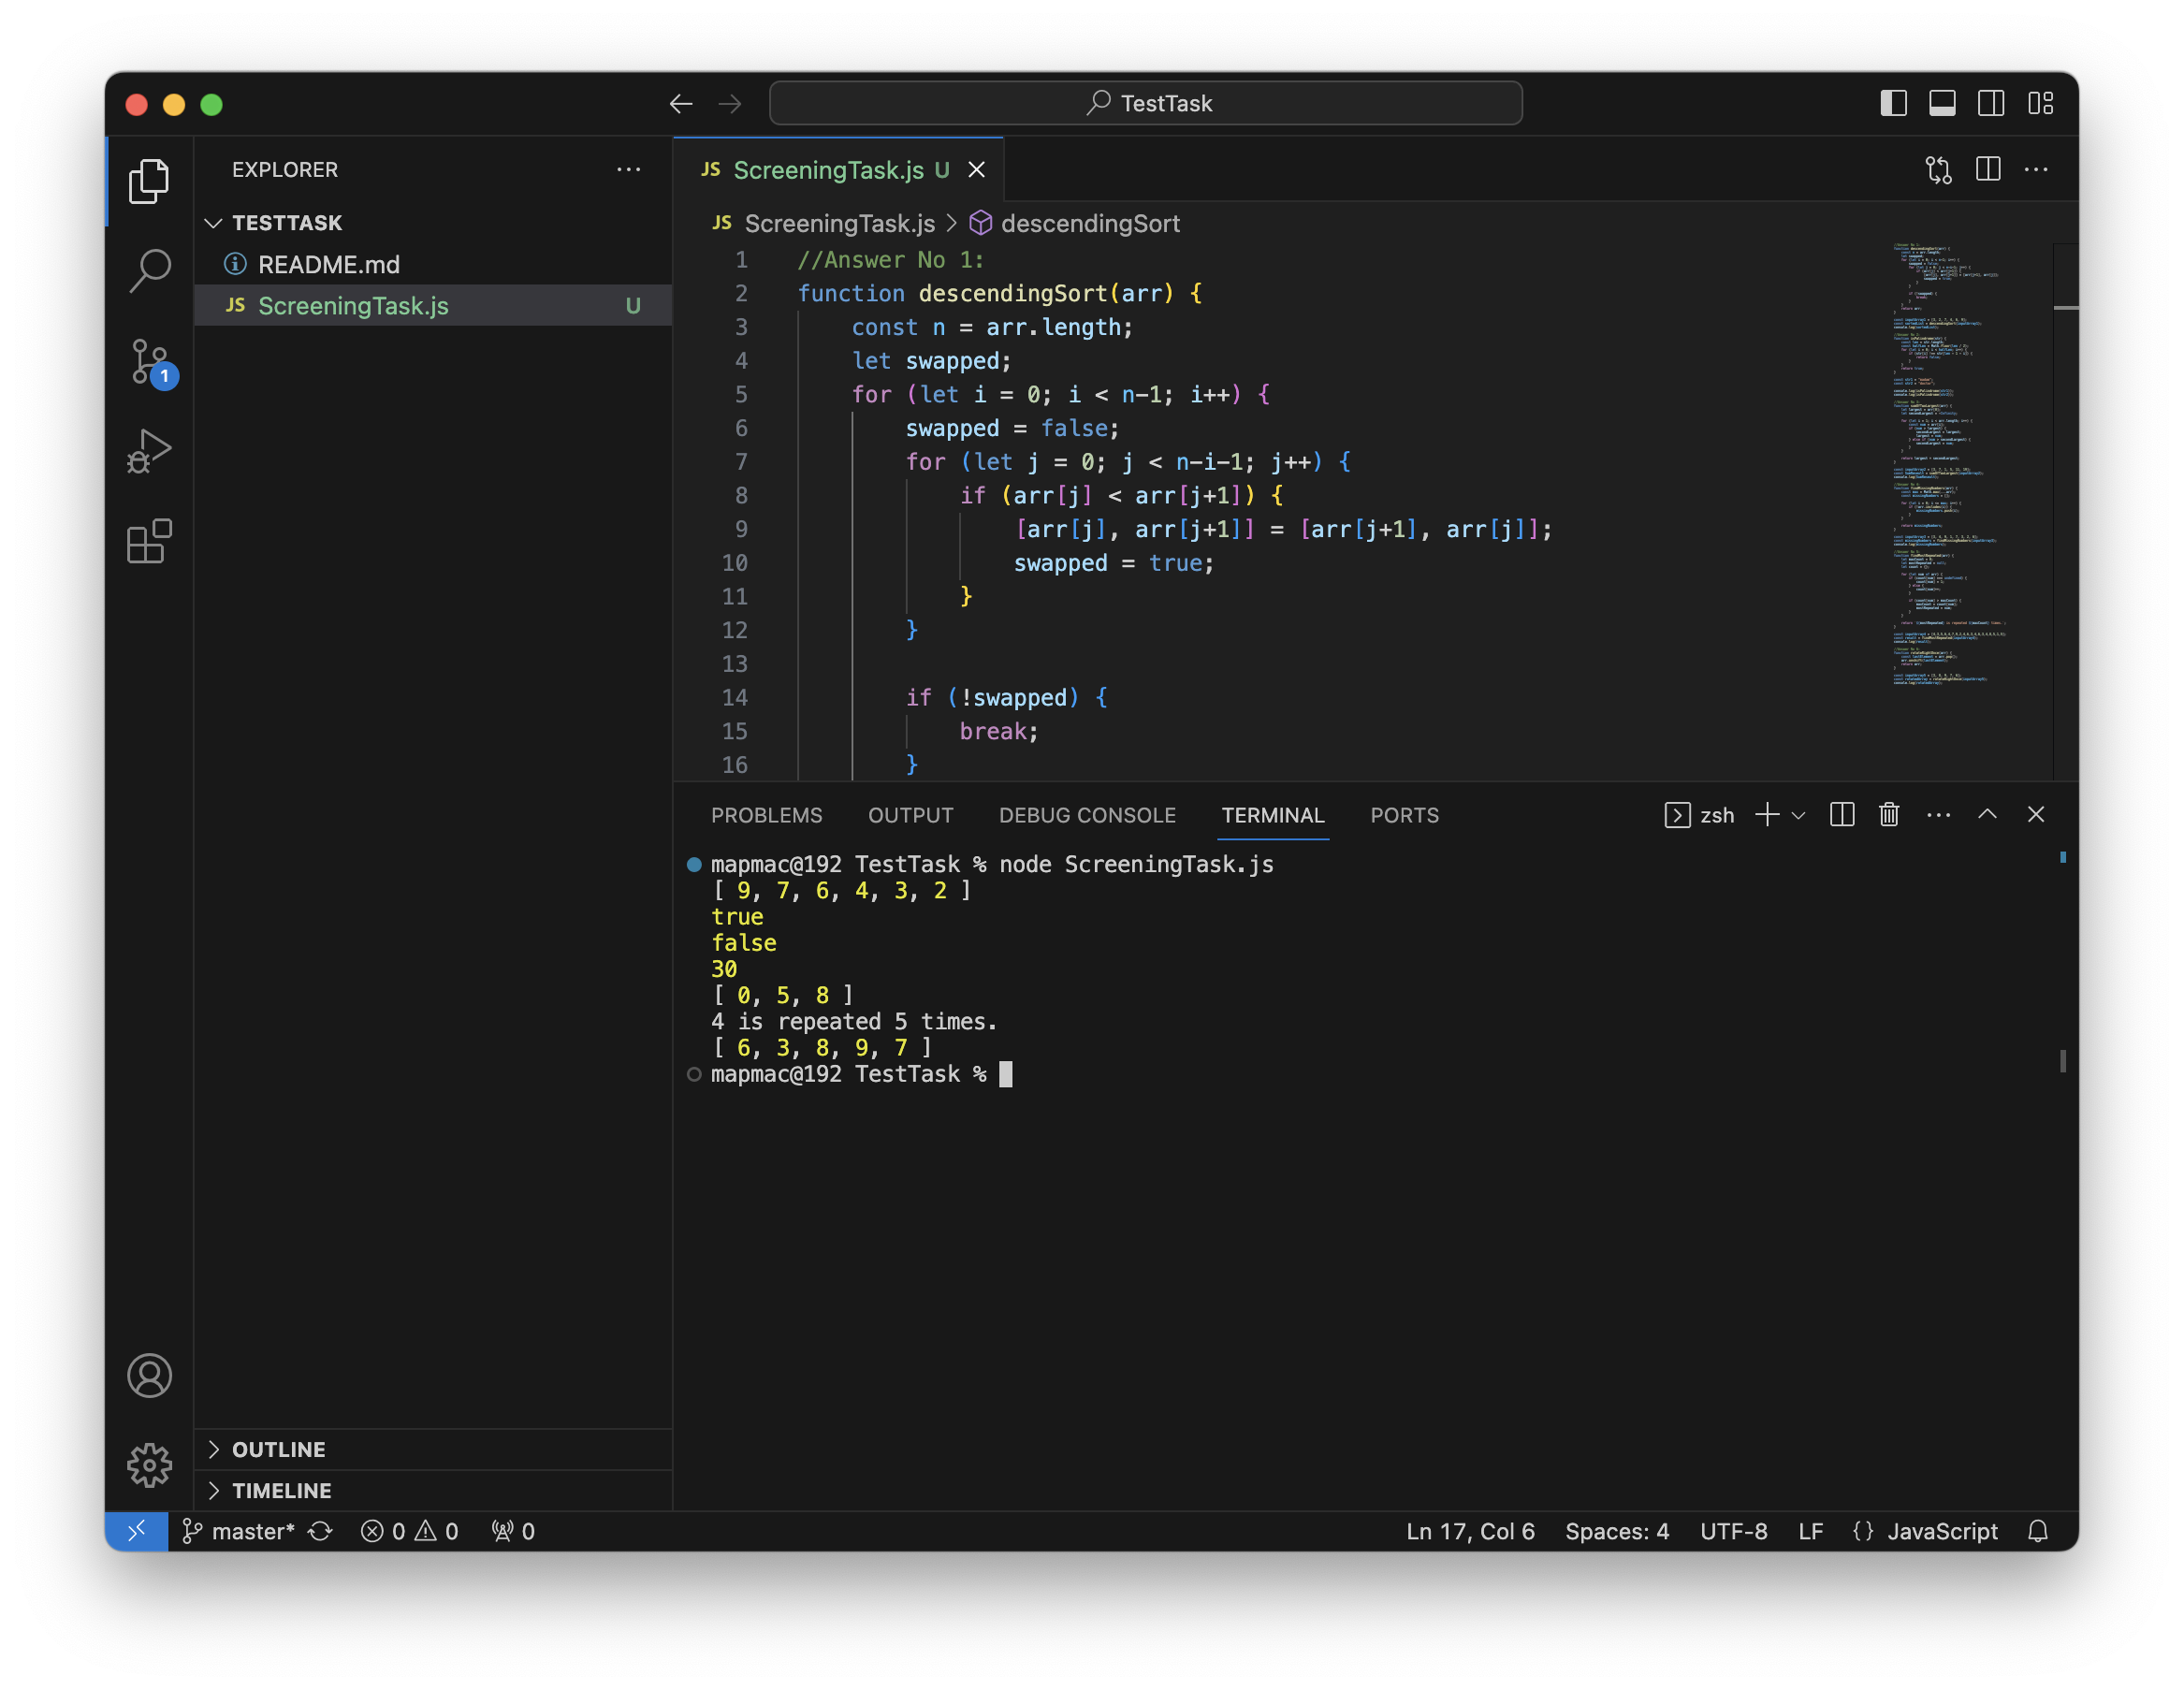 TestTask
EXPLORER
TESTTASK
README.md
JS ScreeningTask.js U
1
JS ScreeningTask.js U
JS ScreeningTask.js > descendingSort
1 //Answer No 1:
2 function descendingSort(arr) {
3 const n = arr.length;
4 let swapped;
5 for (let i = 0; i < n-1; i++) {
6 swapped = false;
7 for (let j = 0; j < n-i-1; j++) {
8 if (arr[j] < arr[j+1]) {
9 [arr[j], arr[j+1]] = [arr[j+1], arr[j]];
10 swapped = true;
11 }
12 }
13
14 if (!swapped) {
15 break;
16 }
PROBLEMS OUTPUT DEBUG CONSOLE TERMINAL PORTS zsh
mapmac@192 TestTask % node ScreeningTask.js
[ 9, 7, 6, 4, 3, 2 ]
true
false
30
[ 0, 5, 8 ]
4 is repeated 5 times.
[ 6, 3, 8, 9, 7 ]
mapmac@192 TestTask %
OUTLINE
TIMELINE
master* 0 0 0 Ln 17, Col 6 Spaces: 4 UTF-8 LF {} JavaScript